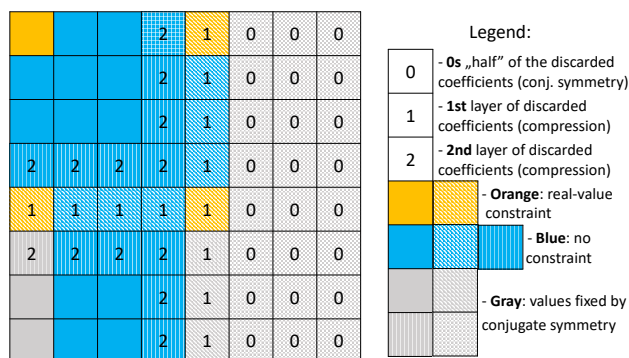 2 1 0 0 0
2 1 0 0 0
2 1 0 0 0
2 2 2 2 1 0 0 0
1 1 1 1 1 0 0 0
2 2 2 2 1 0 0 0
2 1 0 0 0
2 1 0 0 0
Legend:
0 - 0s „half” of the discarded
coefficients (conj. symmetry)
1 - 1st layer of discarded
coefficients (compression)
2 - 2nd layer of discarded
coefficients (compression)
- Orange: real-value
constraint
- Blue: no
constraint
- Gray: values fixed by
conjugate symmetry